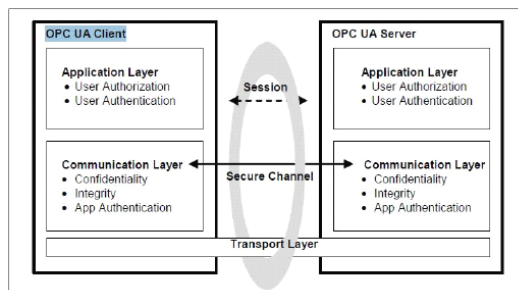 OPC UA Client
Application Layer
• User Authorization
• User Authentication
Communication Layer
• Confidentiality
• Integrity
• App Authentication
Session
Secure Channel
Transport Layer
OPC UA Server
Application Layer
• User Authorization
• User Authentication
Communication Layer
• Confidentiality
• Integrity
• App Authentication